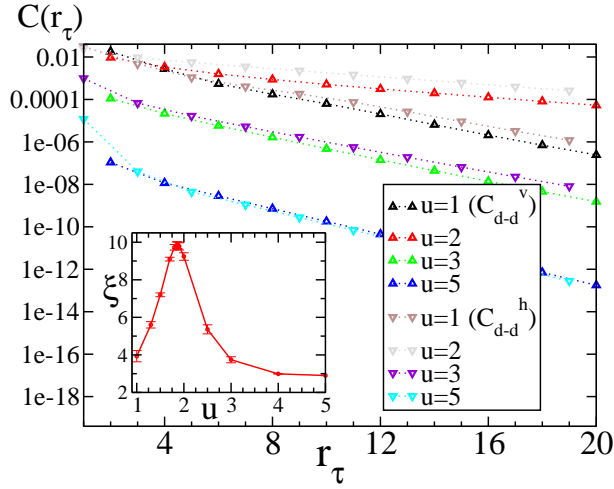 C(r_τ)
0.01
0.0001
1e-06
1e-08
1e-10
1e-12
1e-14
1e-16
1e-18
4 8 12 16 20
r_τ
u=1 (C_{d-d}^v)
u=2
u=3
u=5
u=1 (C_{d-d}^h)
u=2
u=3
u=5
10
8
6
4
2
ξ
1 2 3 4 5
u